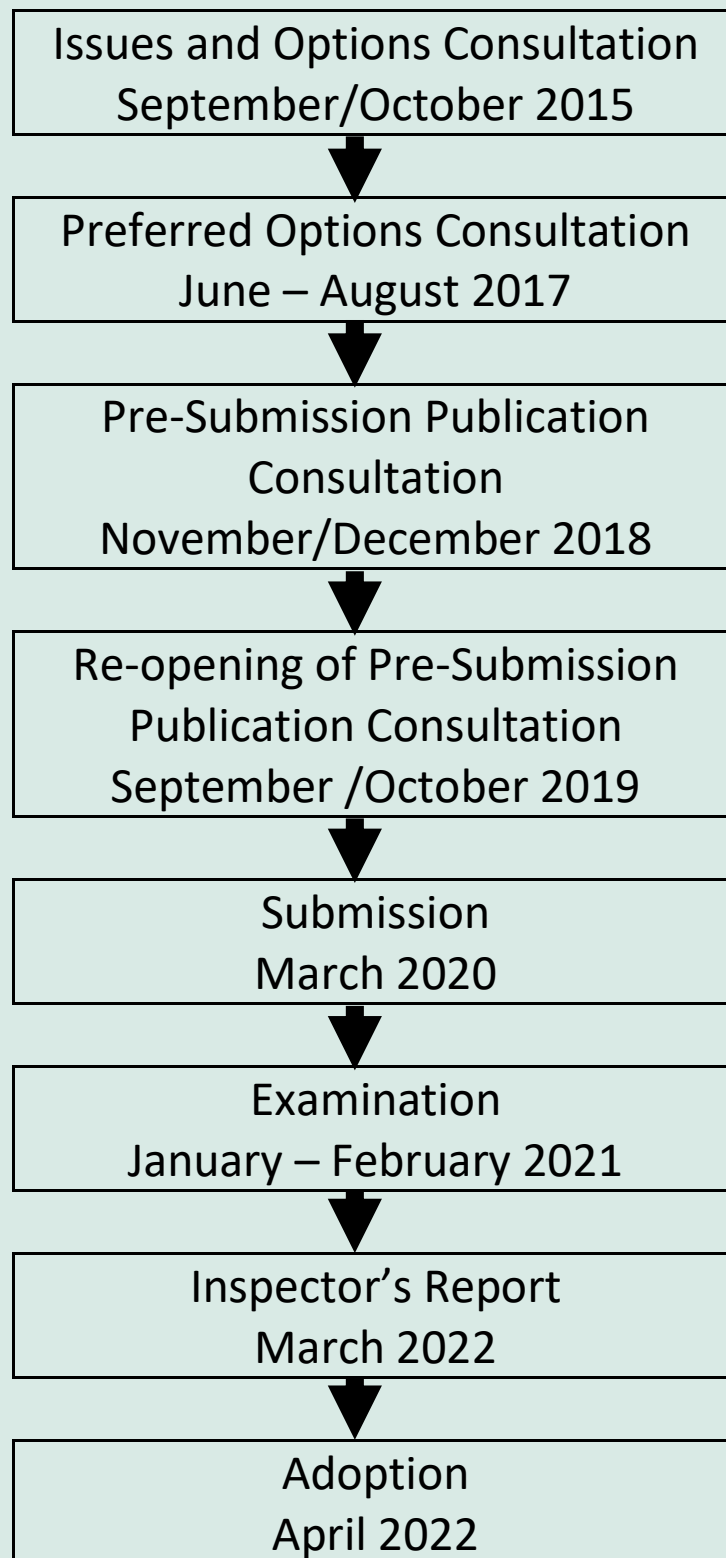 Issues and Options Consultation
September/October 2015
Preferred Options Consultation
June – August 2017
Pre-Submission Publication
Consultation
November/December 2018
Re-opening of Pre-Submission
Publication Consultation
September /October 2019
Submission
March 2020
Examination
January – February 2021
Inspector’s Report
March 2022
Adoption
April 2022